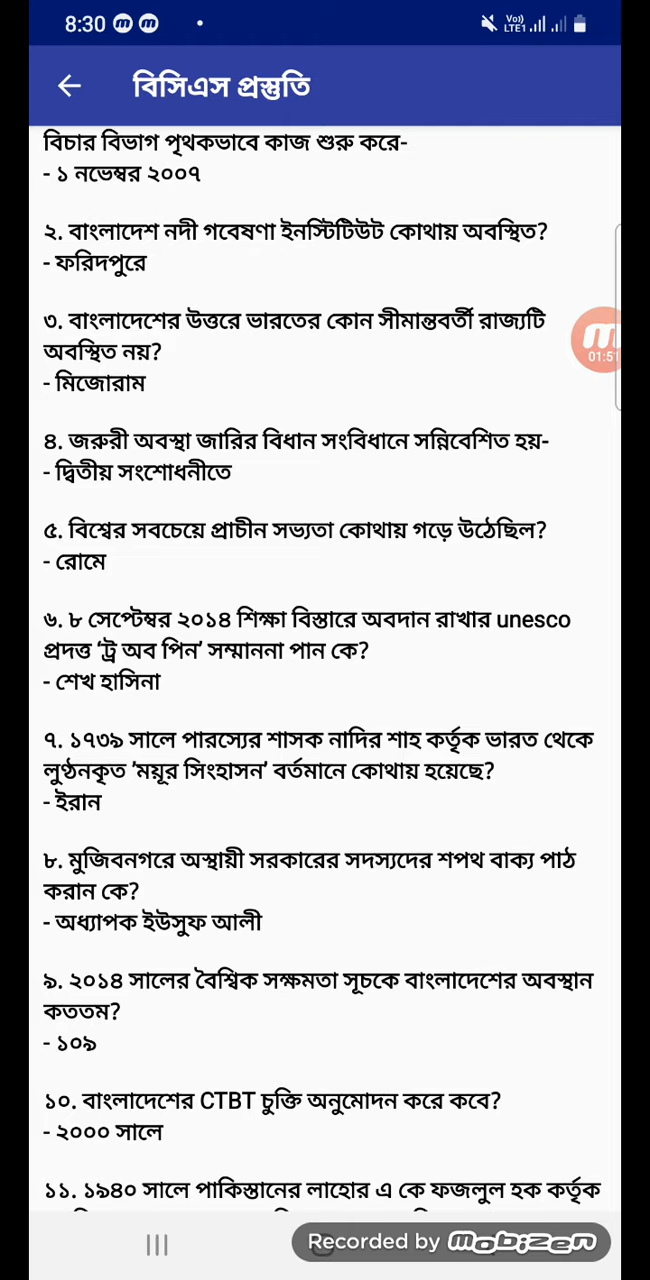 8:30
Vo))
LTE1
বিসিএস প্রস্তুতি
বিচার বিভাগ পৃথকভাবে কাজ শুরু করে-
- ১ নভেম্বর ২০০৭
২. বাংলাদেশ নদী গবেষণা ইনস্টিটিউট কোথায় অবস্থিত?
- ফরিদপুরে
৩. বাংলাদেশের উত্তরে ভারতের কোন সীমান্তবর্তী রাজ্যটি
অবস্থিত নয়?
- মিজোরাম
01:51
৪. জরুরী অবস্থা জারির বিধান সংবিধানে সন্নিবেশিত হয়-
- দ্বিতীয় সংশোধনীতে
৫. বিশ্বের সবচেয়ে প্রাচীন সভ্যতা কোথায় গড়ে উঠেছিল?
- রোমে
৬. ৮ সেপ্টেম্বর ২০১৪ শিক্ষা বিস্তারে অবদান রাখার unesco
প্রদত্ত ‘ট্র অব পিন’ সম্মাননা পান কে?
- শেখ হাসিনা
৭. ১৭৩৯ সালে পারস্যের শাসক নাদির শাহ কর্তৃক ভারত থেকে
লুণ্ঠনকৃত ‘ময়ূর সিংহাসন’ বর্তমানে কোথায় হয়েছে?
- ইরান
৮. মুজিবনগরে অস্থায়ী সরকারের সদস্যদের শপথ বাক্য পাঠ
করান কে?
- অধ্যাপক ইউসুফ আলী
৯. ২০১৪ সালের বৈশ্বিক সক্ষমতা সূচকে বাংলাদেশের অবস্থান
কততম?
- ১০৯
১০. বাংলাদেশের CTBT চুক্তি অনুমোদন করে কবে?
- ২০০০ সালে
১১. ১৯৪০ সালে পাকিস্তানের লাহোর এ কে ফজলুল হক কর্তৃক
Recorded by mobizen